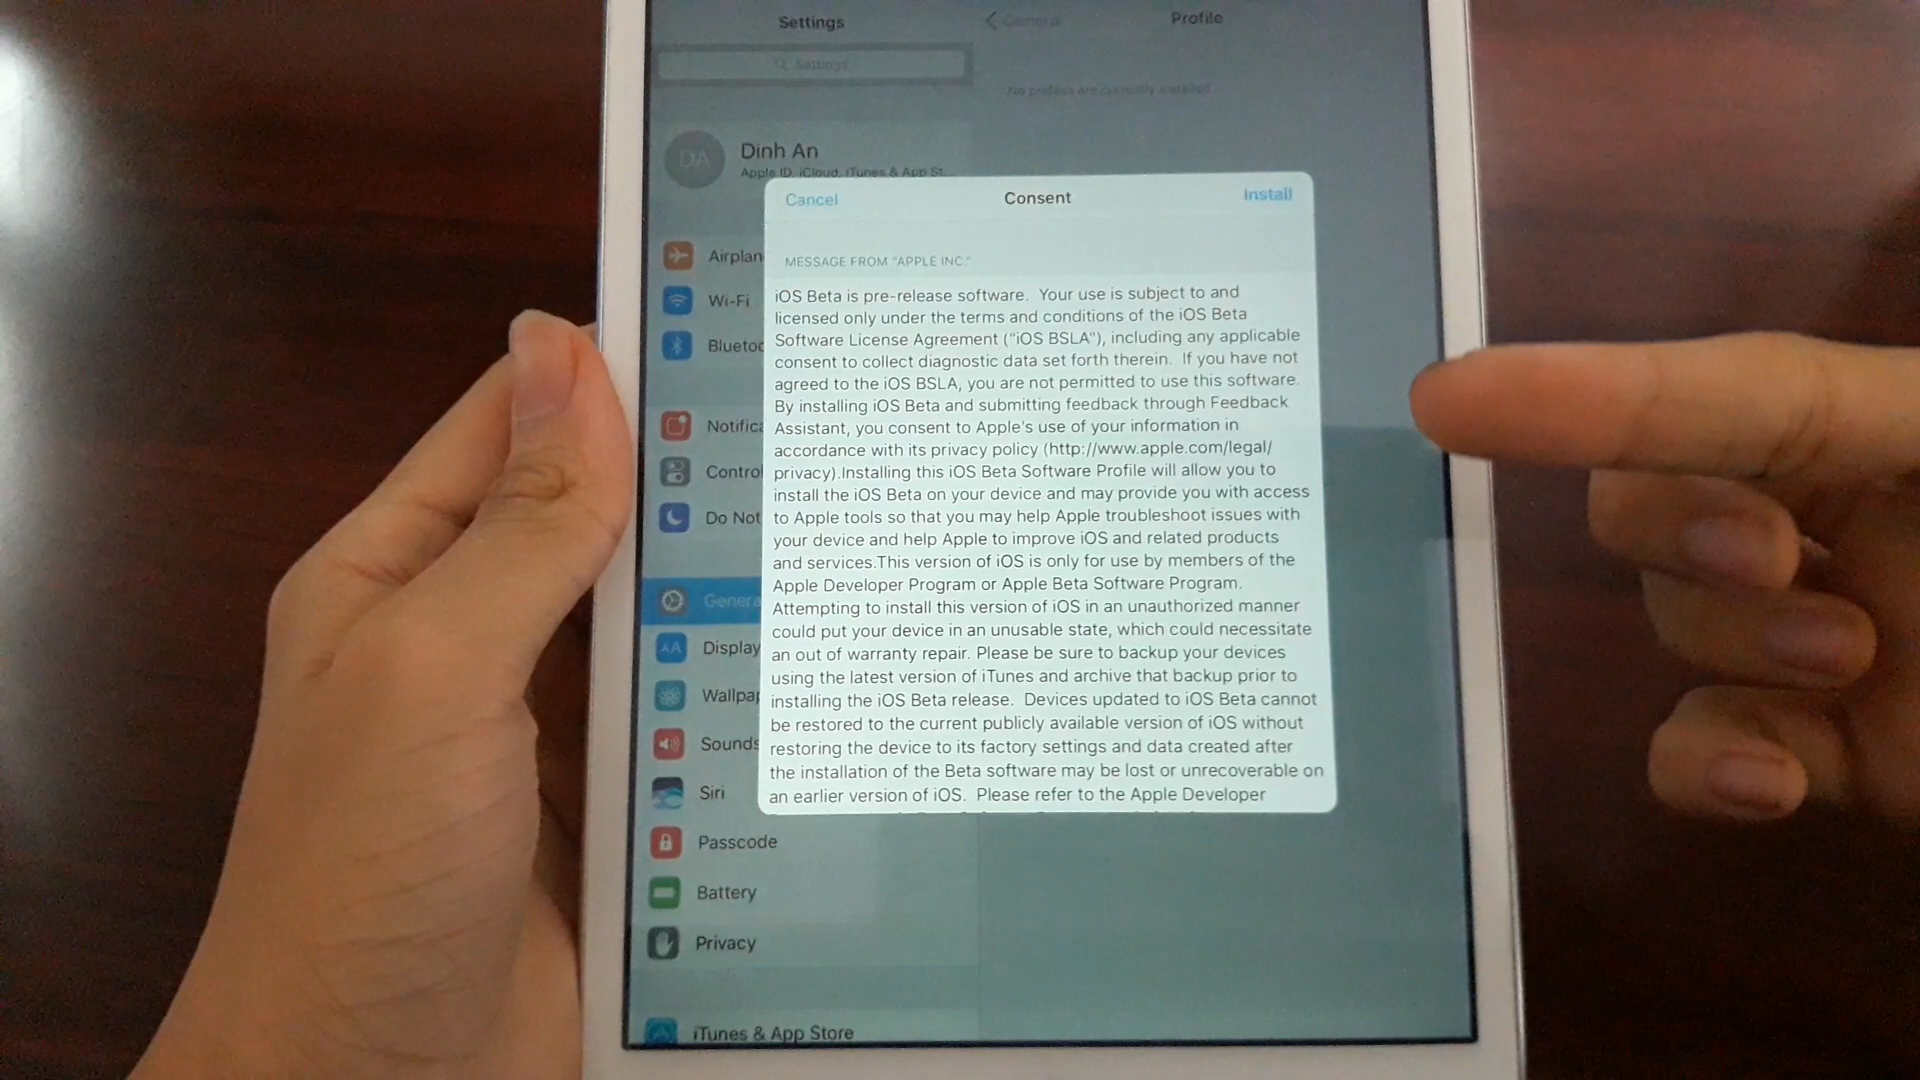 Settings
General
Profile
Settings
No profiles are currently installed
DA
Dinh An
Apple ID, iCloud, iTunes & App St...
Cancel
Consent
Install
MESSAGE FROM "APPLE INC."
iOS Beta is pre-release software.  Your use is subject to and
licensed only under the terms and conditions of the iOS Beta
Software License Agreement ("iOS BSLA"), including any applicable
consent to collect diagnostic data set forth therein.  If you have not
agreed to the iOS BSLA, you are not permitted to use this software.
By installing iOS Beta and submitting feedback through Feedback
Assistant, you consent to Apple's use of your information in
accordance with its privacy policy (http://www.apple.com/legal/
privacy).Installing this iOS Beta Software Profile will allow you to
install the iOS Beta on your device and may provide you with access
to Apple tools so that you may help Apple troubleshoot issues with
your device and help Apple to improve iOS and related products
and services.This version of iOS is only for use by members of the
Apple Developer Program or Apple Beta Software Program.
Attempting to install this version of iOS in an unauthorized manner
could put your device in an unusable state, which could necessitate
an out of warranty repair. Please be sure to backup your devices
using the latest version of iTunes and archive that backup prior to
installing the iOS Beta release.  Devices updated to iOS Beta cannot
be restored to the current publicly available version of iOS without
restoring the device to its factory settings and data created after
the installation of the Beta software may be lost or unrecoverable on
an earlier version of iOS.  Please refer to the Apple Developer
Airplan
Wi-Fi
Bluetoo
Notifica
Control
Do Not
Genera
AA
Display
Wallpap
Sounds
Siri
Passcode
Battery
Privacy
iTunes & App Store